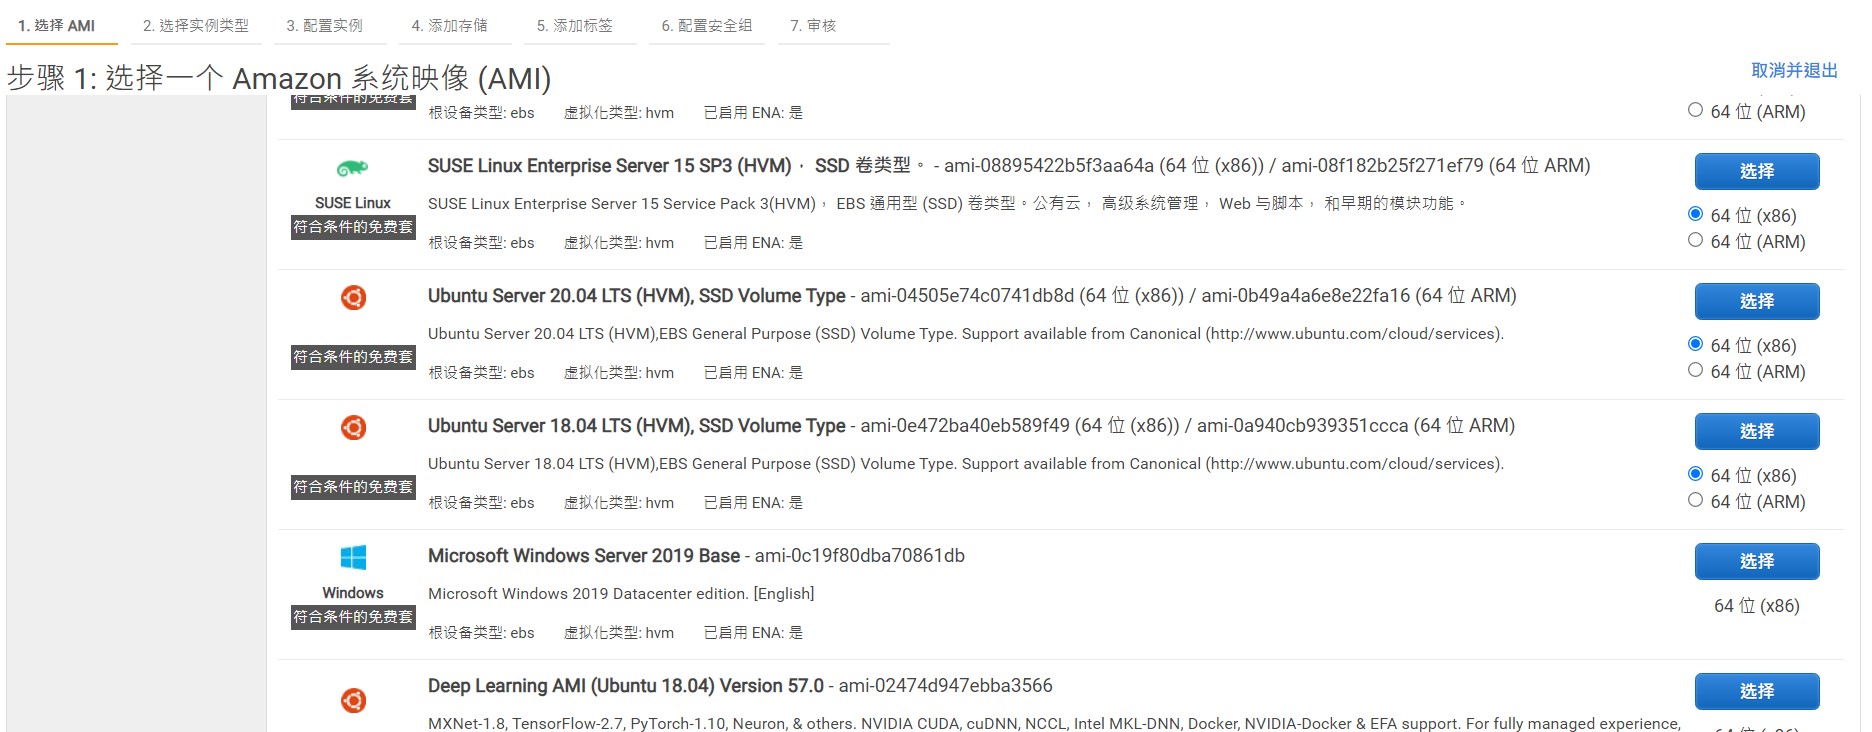 1. 选择 AMI
2. 选择实例类型
3. 配置实例
4. 添加存储
5. 添加标签
6. 配置安全组
7. 审核
步骤 1: 选择一个 Amazon 系统映像 (AMI)
取消并退出
符合条件的免费套
根设备类型: ebs 虚拟化类型: hvm 已启用 ENA: 是
64 位 (ARM)
SUSE Linux Enterprise Server 15 SP3 (HVM)， SSD 卷类型。 - ami-08895422b5f3aa64a (64 位 (x86)) / ami-08f182b25f271ef79 (64 位 ARM)
选择
SUSE Linux
SUSE Linux Enterprise Server 15 Service Pack 3(HVM)， EBS 通用型 (SSD) 卷类型。公有云， 高级系统管理， Web 与脚本， 和早期的模块功能。
64 位 (x86)
符合条件的免费套
根设备类型: ebs 虚拟化类型: hvm 已启用 ENA: 是
64 位 (ARM)
Ubuntu Server 20.04 LTS (HVM), SSD Volume Type - ami-04505e74c0741db8d (64 位 (x86)) / ami-0b49a4a6e8e22fa16 (64 位 ARM)
选择
Ubuntu Server 20.04 LTS (HVM),EBS General Purpose (SSD) Volume Type. Support available from Canonical (http://www.ubuntu.com/cloud/services).
64 位 (x86)
符合条件的免费套
根设备类型: ebs 虚拟化类型: hvm 已启用 ENA: 是
64 位 (ARM)
Ubuntu Server 18.04 LTS (HVM), SSD Volume Type - ami-0e472ba40eb589f49 (64 位 (x86)) / ami-0a940cb939351ccca (64 位 ARM)
选择
Ubuntu Server 18.04 LTS (HVM),EBS General Purpose (SSD) Volume Type. Support available from Canonical (http://www.ubuntu.com/cloud/services).
64 位 (x86)
符合条件的免费套
根设备类型: ebs 虚拟化类型: hvm 已启用 ENA: 是
64 位 (ARM)
Microsoft Windows Server 2019 Base - ami-0c19f80dba70861db
选择
Windows
Microsoft Windows 2019 Datacenter edition. [English]
64 位 (x86)
符合条件的免费套
根设备类型: ebs 虚拟化类型: hvm 已启用 ENA: 是
Deep Learning AMI (Ubuntu 18.04) Version 57.0 - ami-02474d947ebba3566
选择
MXNet-1.8, TensorFlow-2.7, PyTorch-1.10, Neuron, & others. NVIDIA CUDA, cuDNN, NCCL, Intel MKL-DNN, Docker, NVIDIA-Docker & EFA support. For fully managed experience,